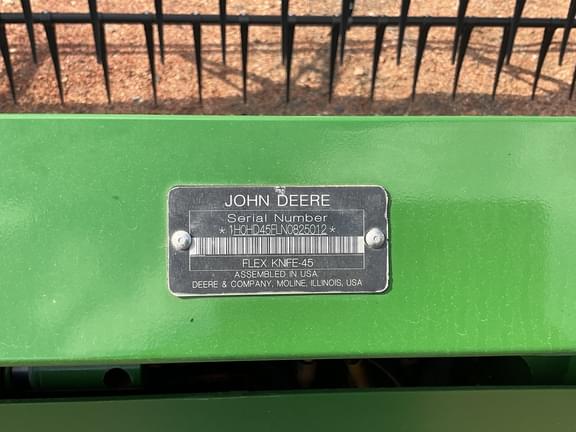 JOHN DEERE
Serial Number
*1H0HD45FLN0825012*
FLEX KNIFE-45
ASSEMBLED IN USA
DEERE & COMPANY, MOLINE, ILLINOIS, USA